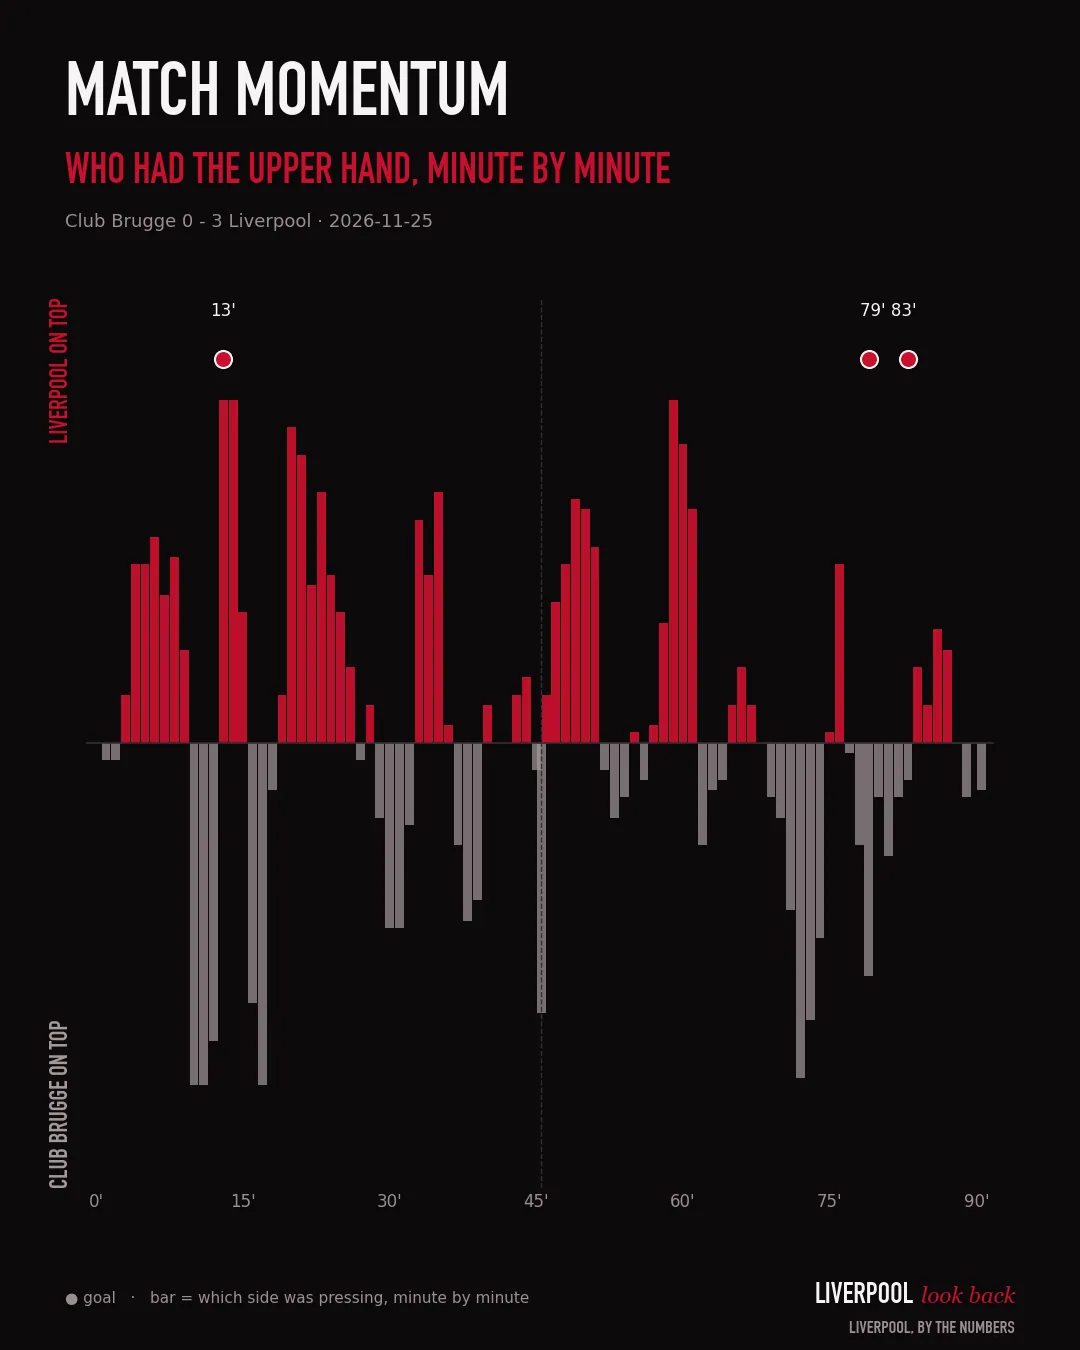 MATCH MOMENTUM
WHO HAD THE UPPER HAND, MINUTE BY MINUTE
Club Brugge 0 - 3 Liverpool · 2026-11-25
LIVERPOOL ON TOP
13'
79' 83'
CLUB BRUGGE ON TOP
0' 15' 30' 45' 60' 75' 90'
● goal · bar = which side was pressing, minute by minute
LIVERPOOL look back
LIVERPOOL, BY THE NUMBERS